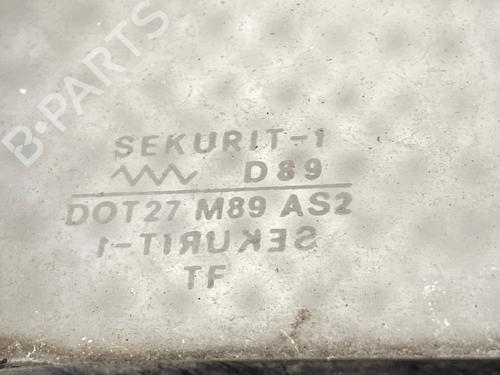 B-PARTS
SEKURIT-1
D89
DOT27 M89 AS2
SEKURIT-1
TF